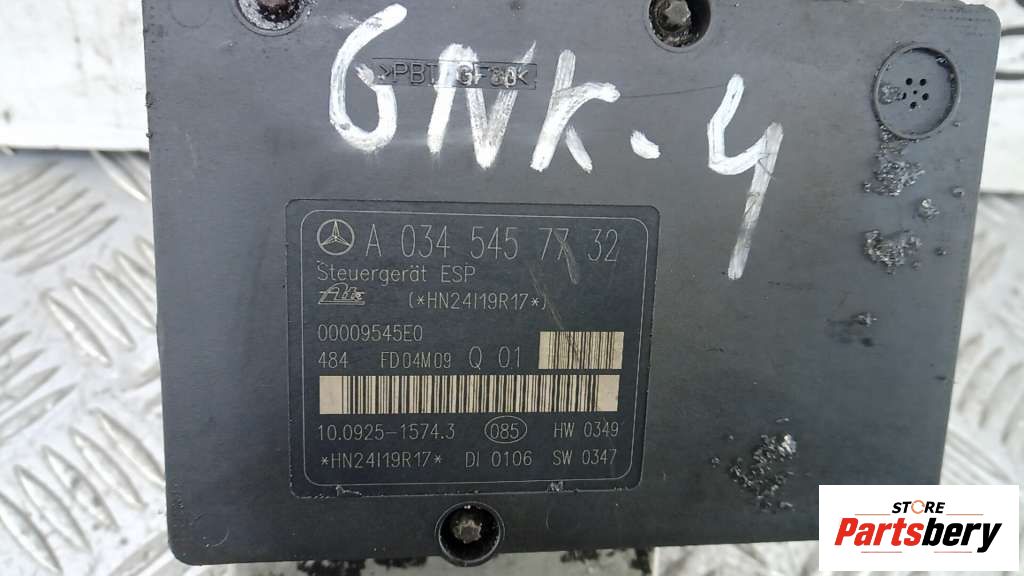 >PBT GF30<
GNK-4
A 034 545 77 32
Steuergerät ESP
Ate (*HN24I19R17*)
00009545E0
484 FD04M09 Q 01
10.0925-1574.3 085 HW 0349
*HN24I19R17* DI 0106 SW 0347
STORE
Partsbery